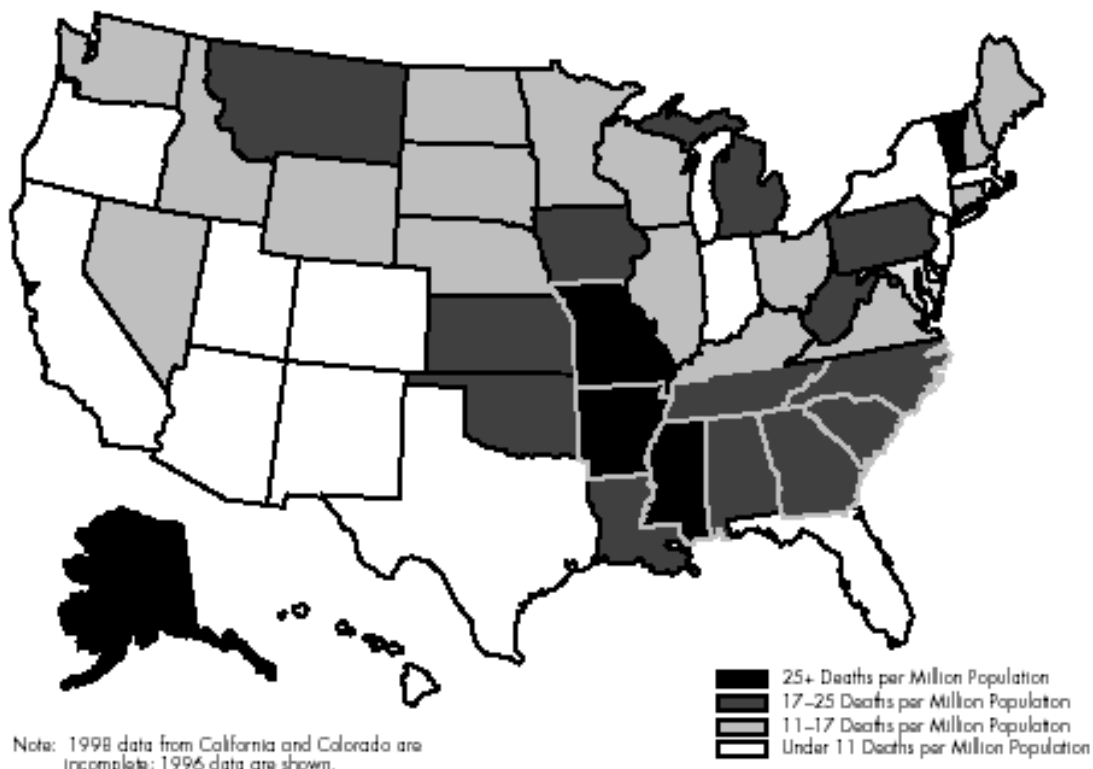 25+ Deaths per Million Population
17–25 Deaths per Million Population
11–17 Deaths per Million Population
Under 11 Deaths per Million Population
Note: 1998 data from California and Colorado are
incomplete; 1996 data are shown.